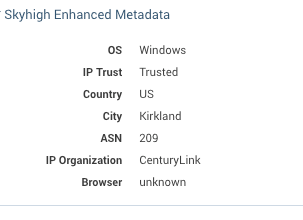 Skyhigh Enhanced Metadata
OS Windows
IP Trust Trusted
Country US
City Kirkland
ASN 209
IP Organization CenturyLink
Browser unknown